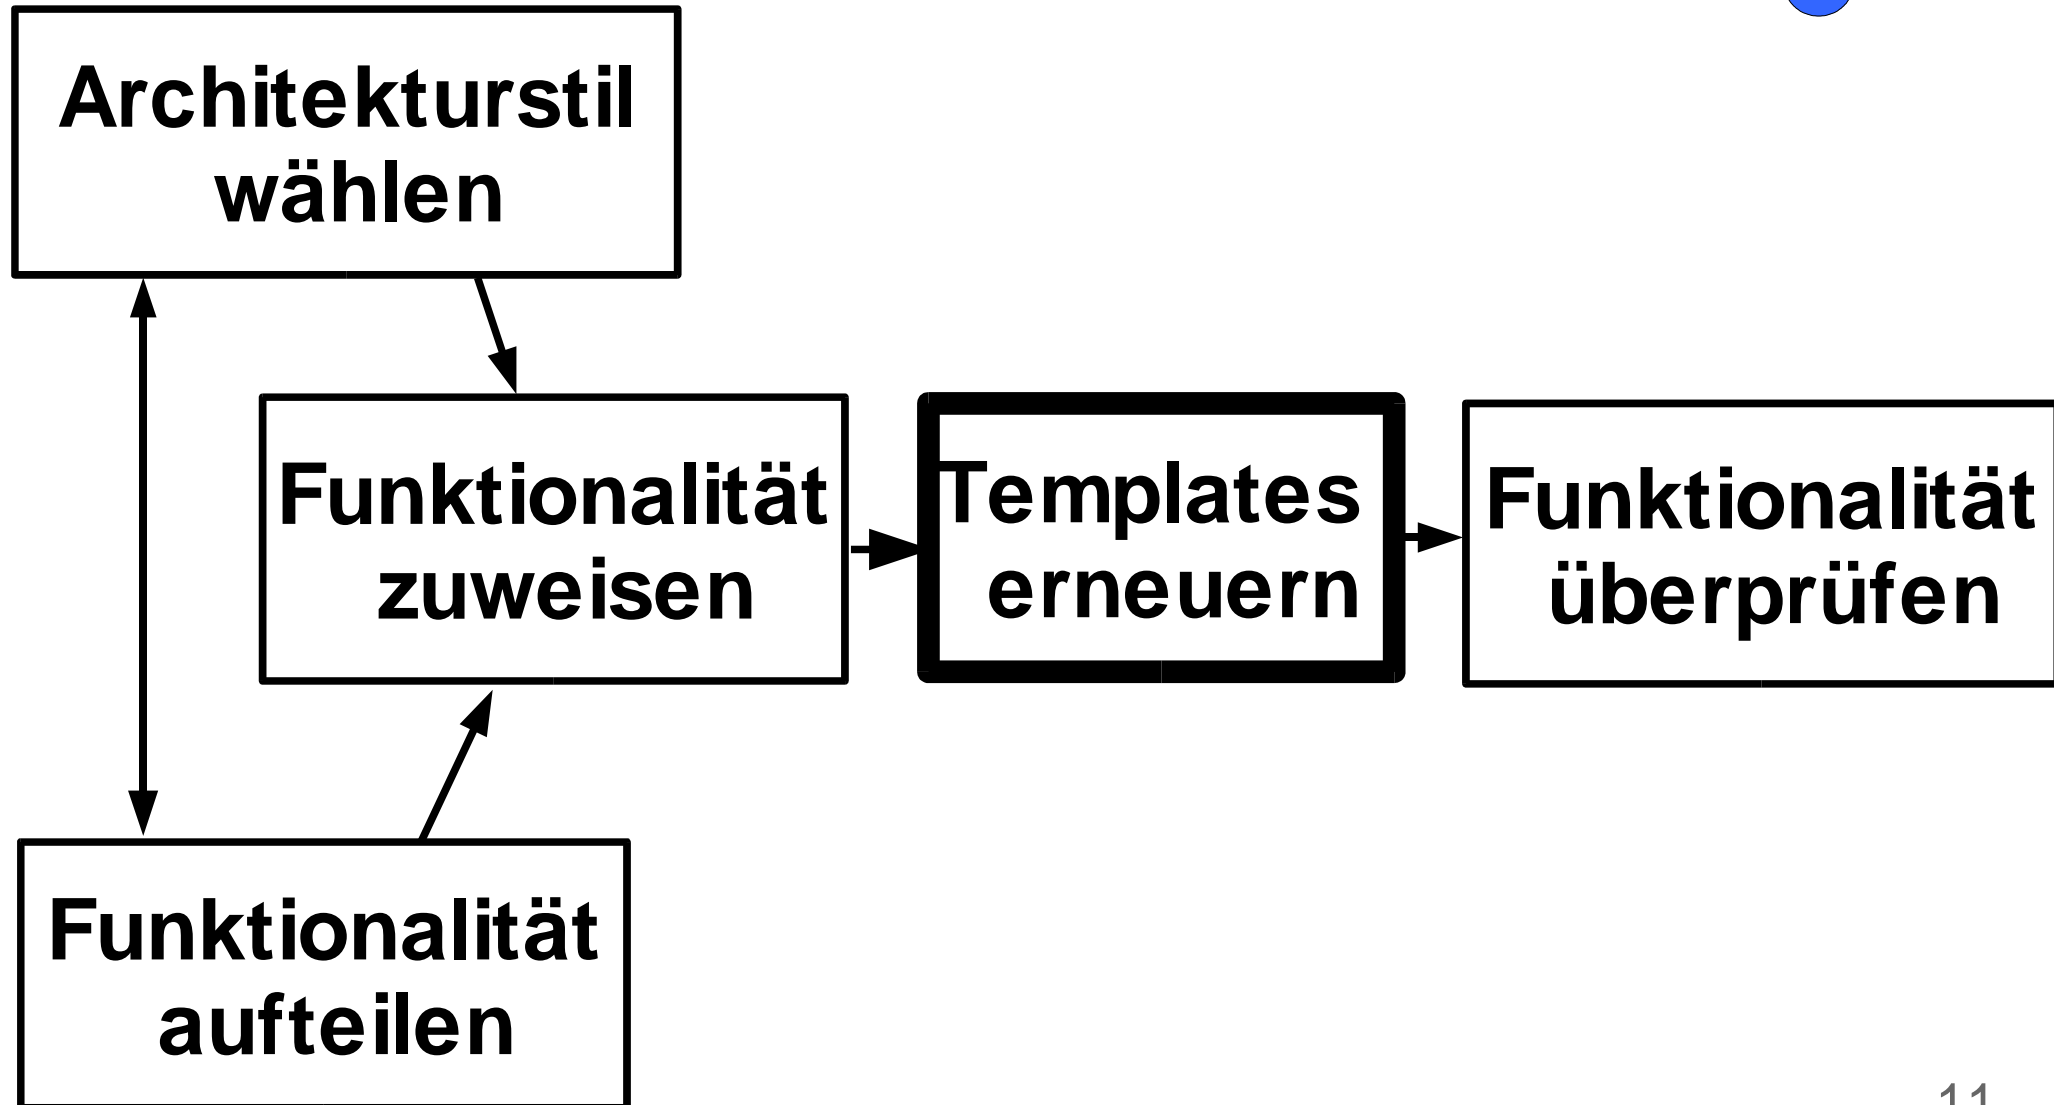 Architekturstil
wählen
Funktionalität
zuweisen
Templates
erneuern
Funktionalität
überprüfen
Funktionalität
aufteilen
11